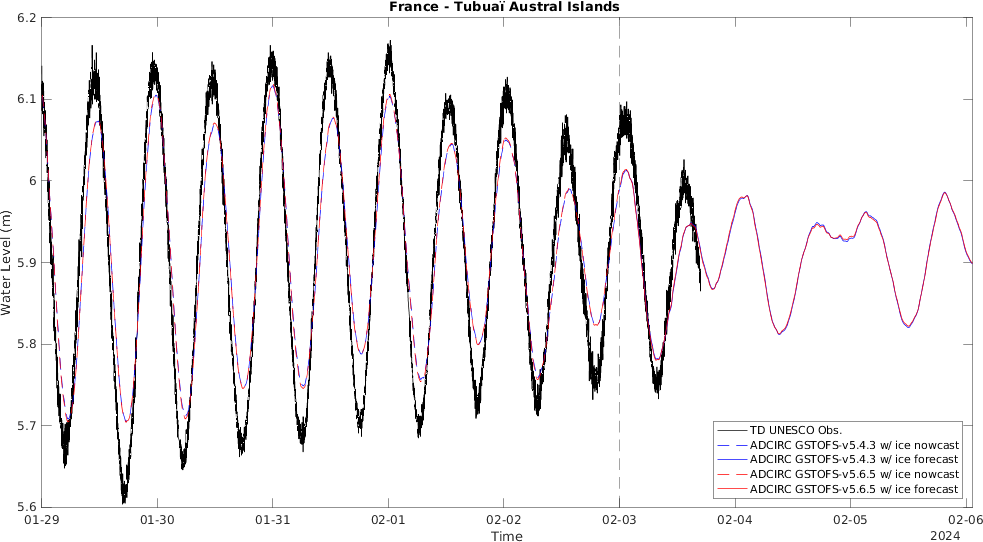 France - Tubuaï Austral Islands
6.2
6.1
6
5.9
5.8
5.7
5.6
Water Level (m)
01-29
01-30
01-31
02-01
02-02
02-03
02-04
02-05
02-06
Time
2024
TD UNESCO Obs.
ADCIRC GSTOFS-v5.4.3 w/ ice nowcast
ADCIRC GSTOFS-v5.4.3 w/ ice forecast
ADCIRC GSTOFS-v5.6.5 w/ ice nowcast
ADCIRC GSTOFS-v5.6.5 w/ ice forecast